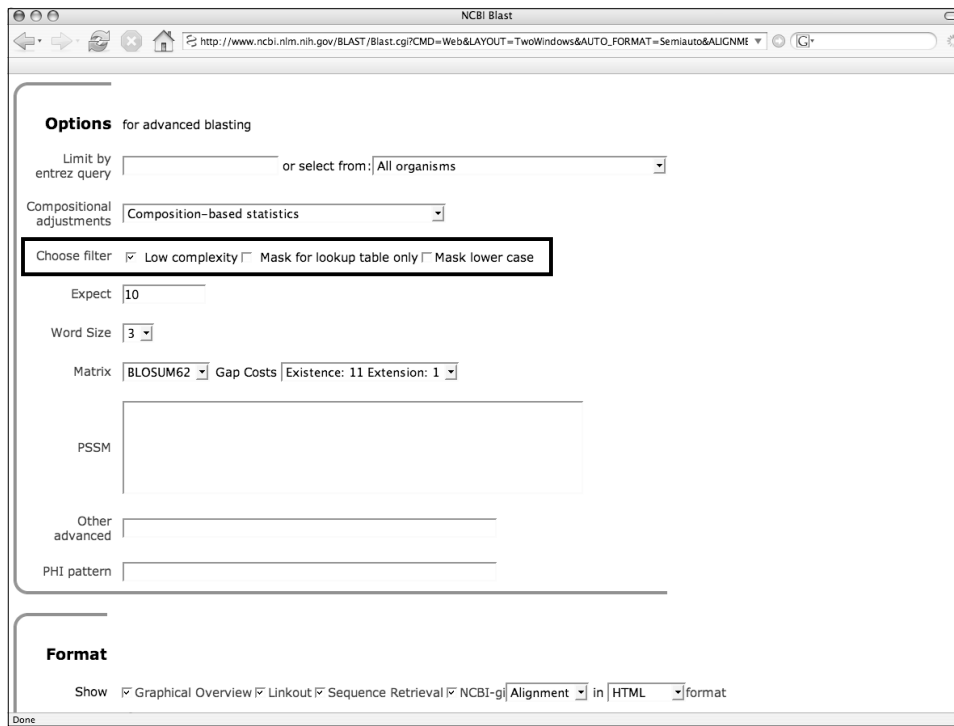 NCBI Blast
http://www.ncbi.nlm.nih.gov/BLAST/Blast.cgi?CMD=Web&LAYOUT=TwoWindows&AUTO_FORMAT=Semiauto&ALIGNME
G
Options for advanced blasting
Limit by entrez query or select from: All organisms
Compositional adjustments Composition-based statistics
Choose filter Low complexity Mask for lookup table only Mask lower case
Expect 10
Word Size 3
Matrix BLOSUM62 Gap Costs Existence: 11 Extension: 1
PSSM
Other advanced
PHI pattern
Format
Show Graphical Overview Linkout Sequence Retrieval NCBI-gi Alignment in HTML format
Done